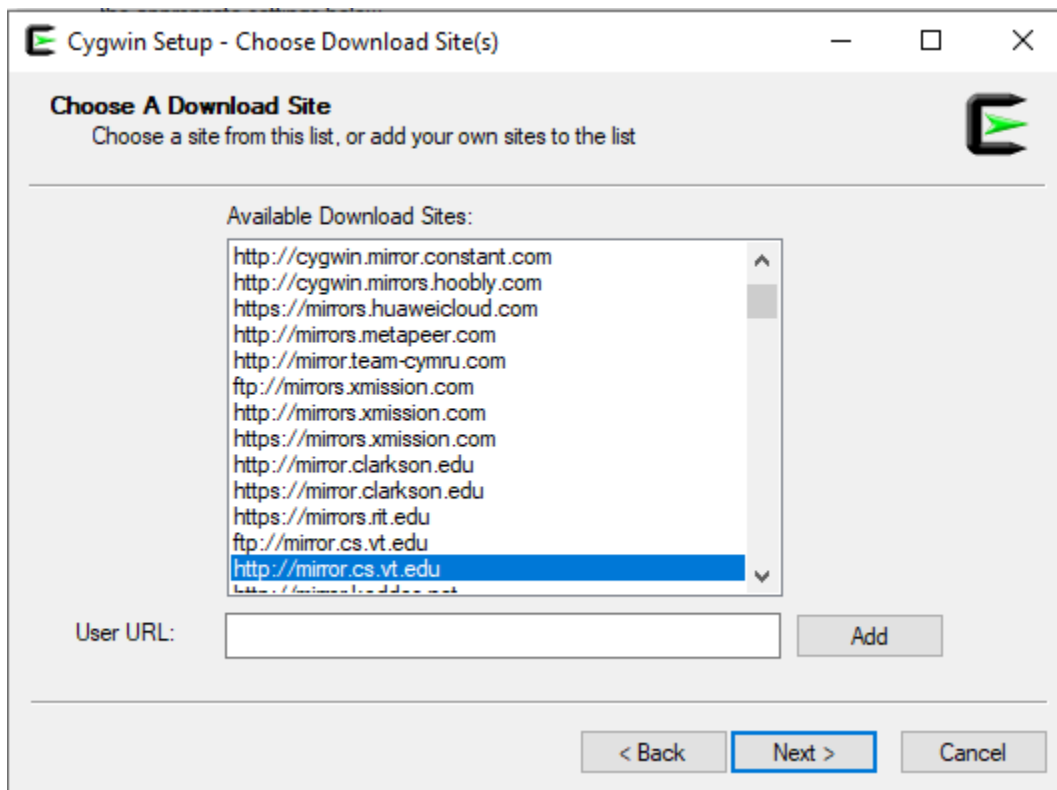 Cygwin Setup - Choose Download Site(s)
Choose A Download Site
Choose a site from this list, or add your own sites to the list
Available Download Sites:
http://cygwin.mirror.constant.com
http://cygwin.mirrors.hoobly.com
https://mirrors.huaweicloud.com
http://mirrors.metapeer.com
http://mirror.team-cymru.com
ftp://mirrors.xmission.com
http://mirrors.xmission.com
https://mirrors.xmission.com
http://mirror.clarkson.edu
https://mirror.clarkson.edu
https://mirrors.rit.edu
ftp://mirror.cs.vt.edu
http://mirror.cs.vt.edu
User URL:
Add
< Back
Next >
Cancel